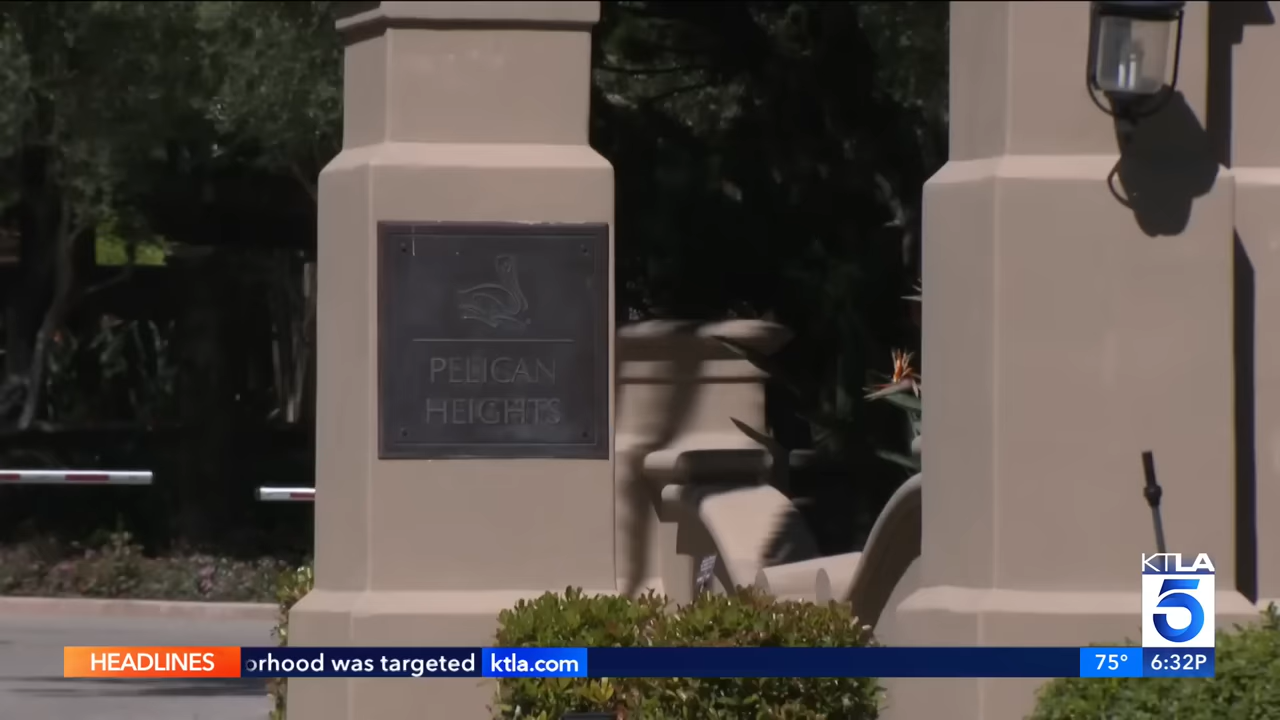 PELICAN
HEIGHTS
KTLA
5
HEADLINES
orhood was targeted
ktla.com
75°
6:32P